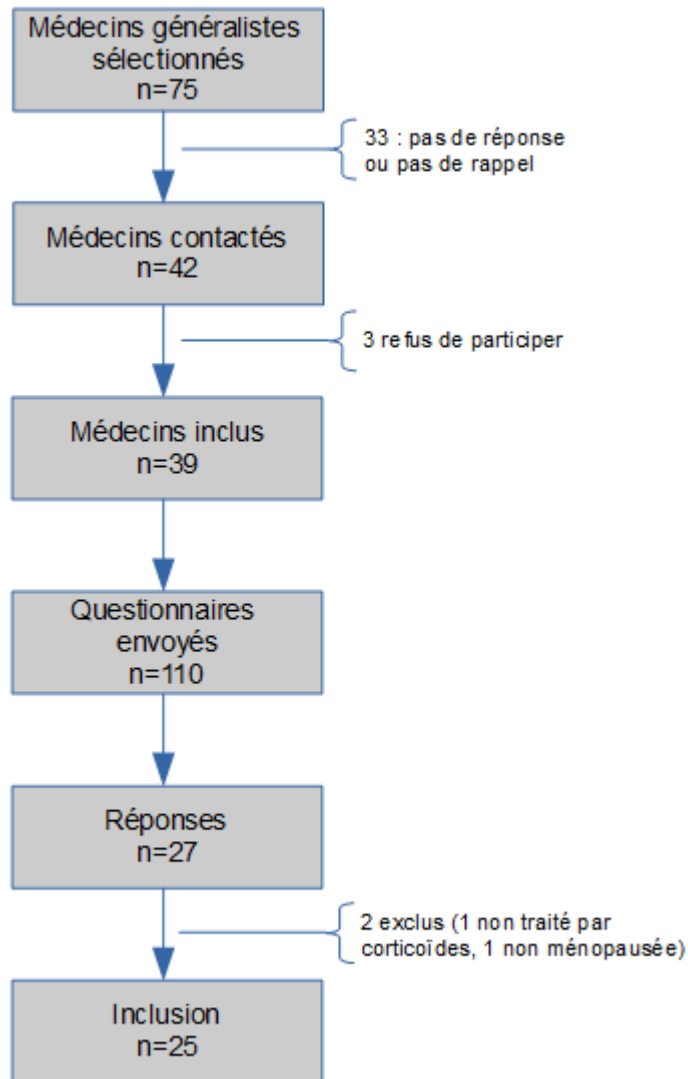 Médecins généralistes
sélectionnés
n=75
33 : pas de réponse
ou pas de rappel
Médecins contactés
n=42
3 refus de participer
Médecins inclus
n=39
Questionnaires
envoyés
n=110
Réponses
n=27
2 exclus (1 non traité par
corticoïdes, 1 non ménopausée)
Inclusion
n=25